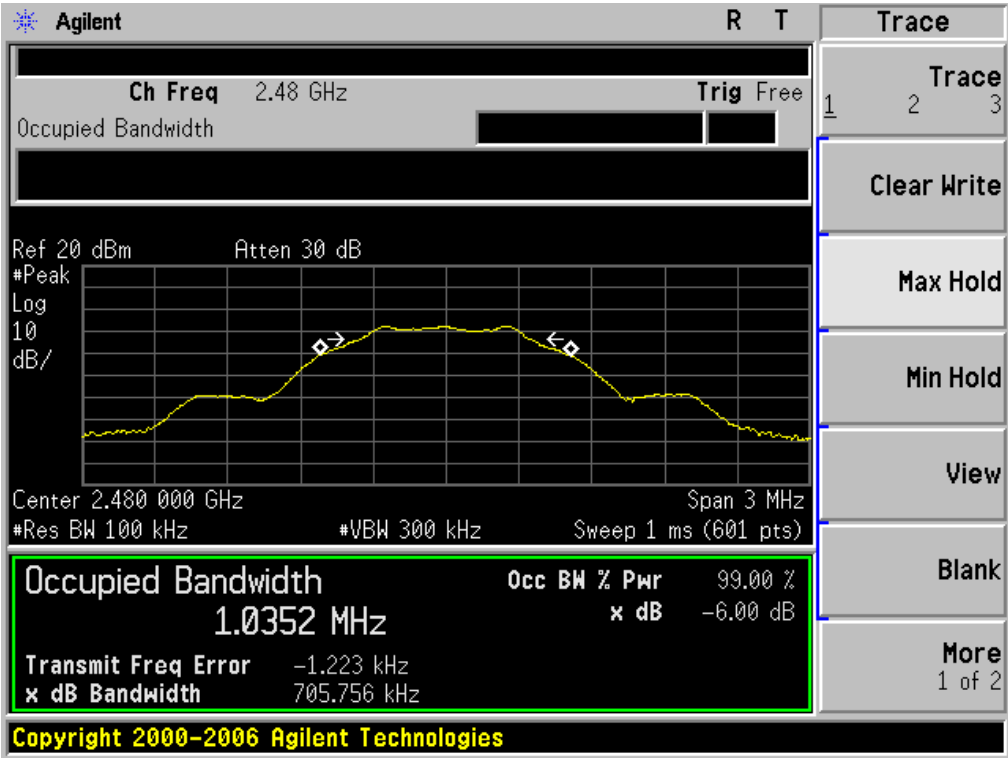 Agilent R T
Ch Freq 2.48 GHz Trig Free
Occupied Bandwidth
Ref 20 dBm Atten 30 dB
#Peak
Log
10
dB/
Center 2.480 000 GHz Span 3 MHz
#Res BW 100 kHz #VBW 300 kHz Sweep 1 ms (601 pts)
Occupied Bandwidth
1.0352 MHz
Occ BW % Pwr 99.00 %
x dB -6.00 dB
Transmit Freq Error -1.223 kHz
x dB Bandwidth 705.756 kHz
Copyright 2000-2006 Agilent Technologies
Trace
Trace
1 2 3
Clear Write
Max Hold
Min Hold
View
Blank
More
1 of 2